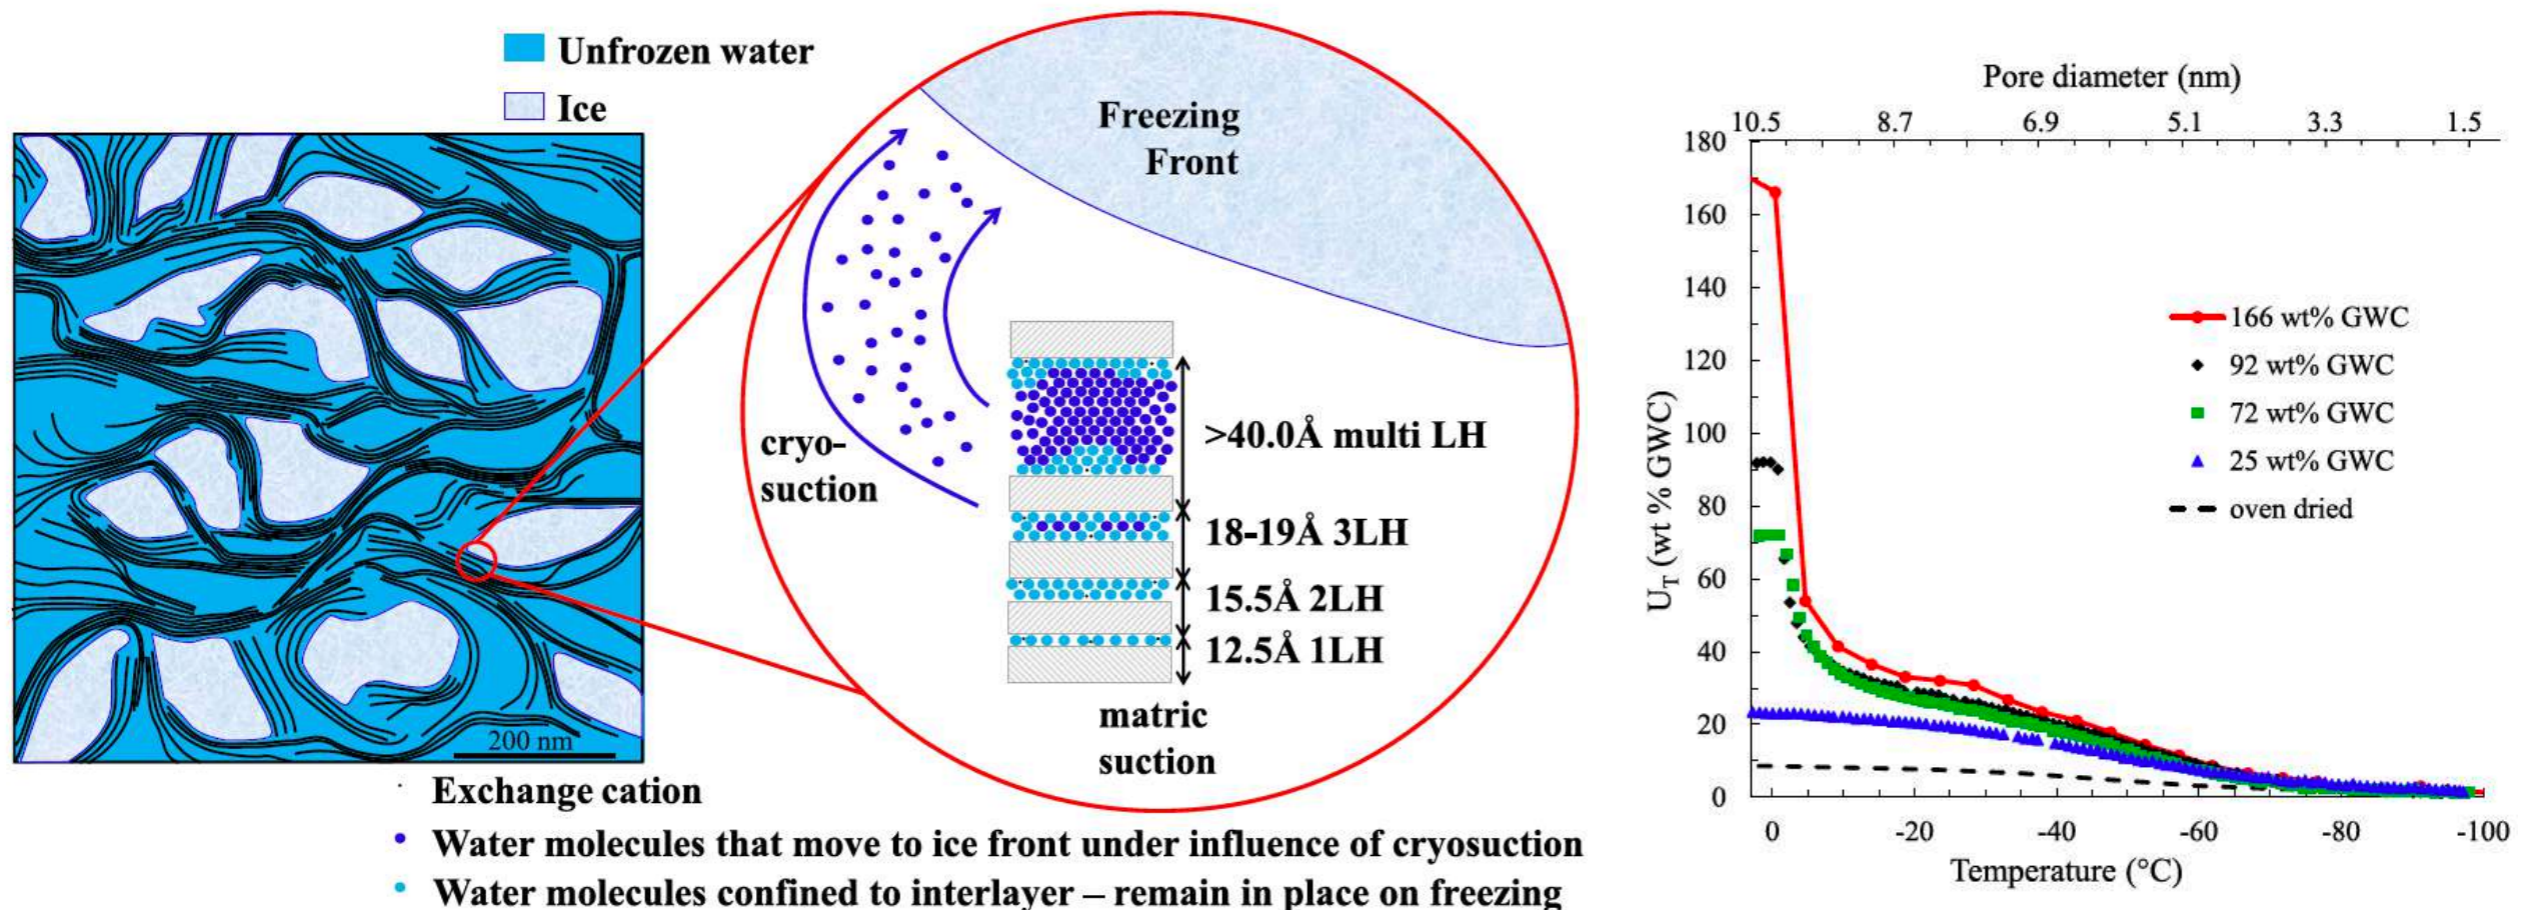 Unfrozen water
Ice
200 nm
Freezing
Front
cryo-
suction
>40.0Å multi LH
18-19Å 3LH
15.5Å 2LH
12.5Å 1LH
matric
suction
Exchange cation
Water molecules that move to ice front under influence of cryosuction
Water molecules confined to interlayer – remain in place on freezing
Pore diameter (nm)
10.5 8.7 6.9 5.1 3.3 1.5
180
160
140
120
100
80
60
40
20
0
U_T (wt % GWC)
166 wt% GWC
92 wt% GWC
72 wt% GWC
25 wt% GWC
oven dried
0 -20 -40 -60 -80 -100
Temperature (°C)